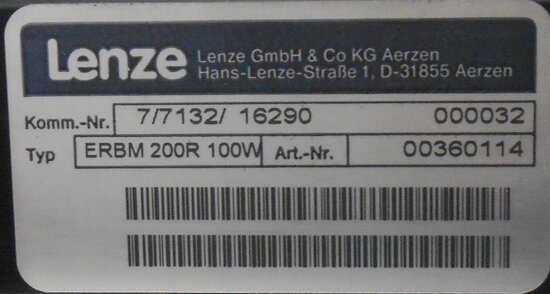 Lenze
Lenze GmbH & Co KG Aerzen
Hans-Lenze-Straße 1, D-31855 Aerzen
Komm.-Nr. 7/7132/ 16290 000032
Typ ERBM 200R 100W Art.-Nr. 00360114